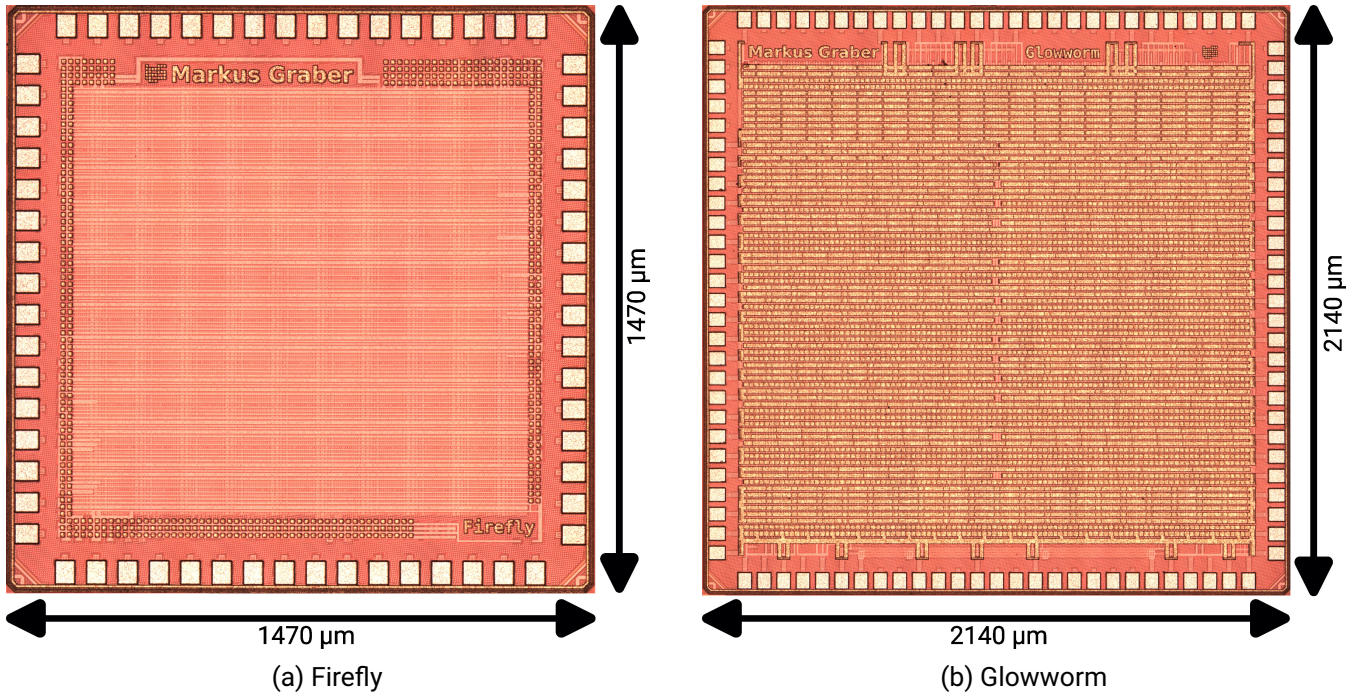 Markus Graber
Firefly
1470 µm
1470 µm
(a) Firefly
Markus Graber
Glowworm
2140 µm
2140 µm
(b) Glowworm